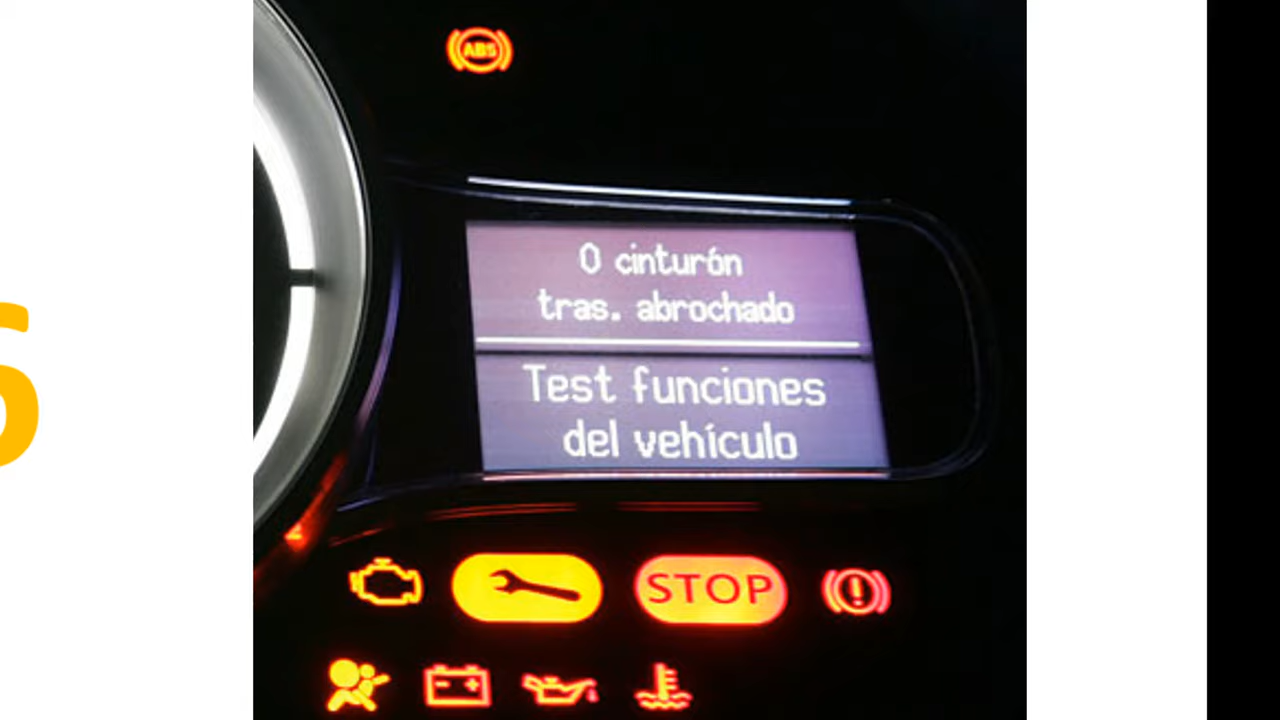 ABS
0 cinturón
tras. abrochado
Test funciones
del vehículo
STOP